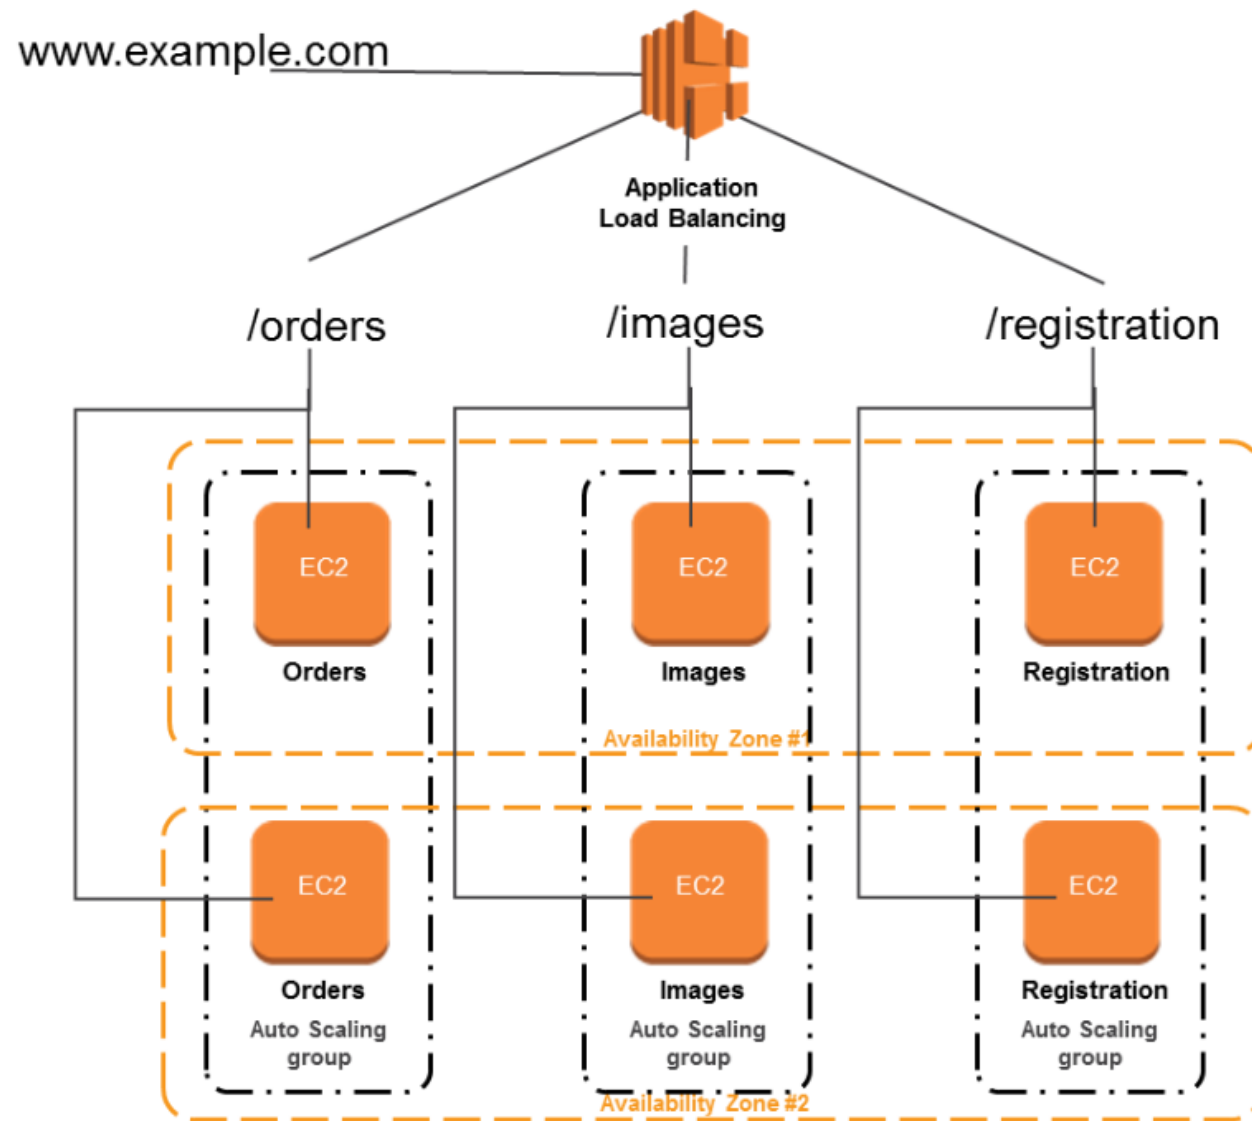 www.example.com
Application
Load Balancing
/orders
/images
/registration
EC2
EC2
EC2
Orders
Images
Registration
Availability Zone #1
EC2
EC2
EC2
Orders
Images
Registration
Auto Scaling
group
Auto Scaling
group
Auto Scaling
group
Availability Zone #2